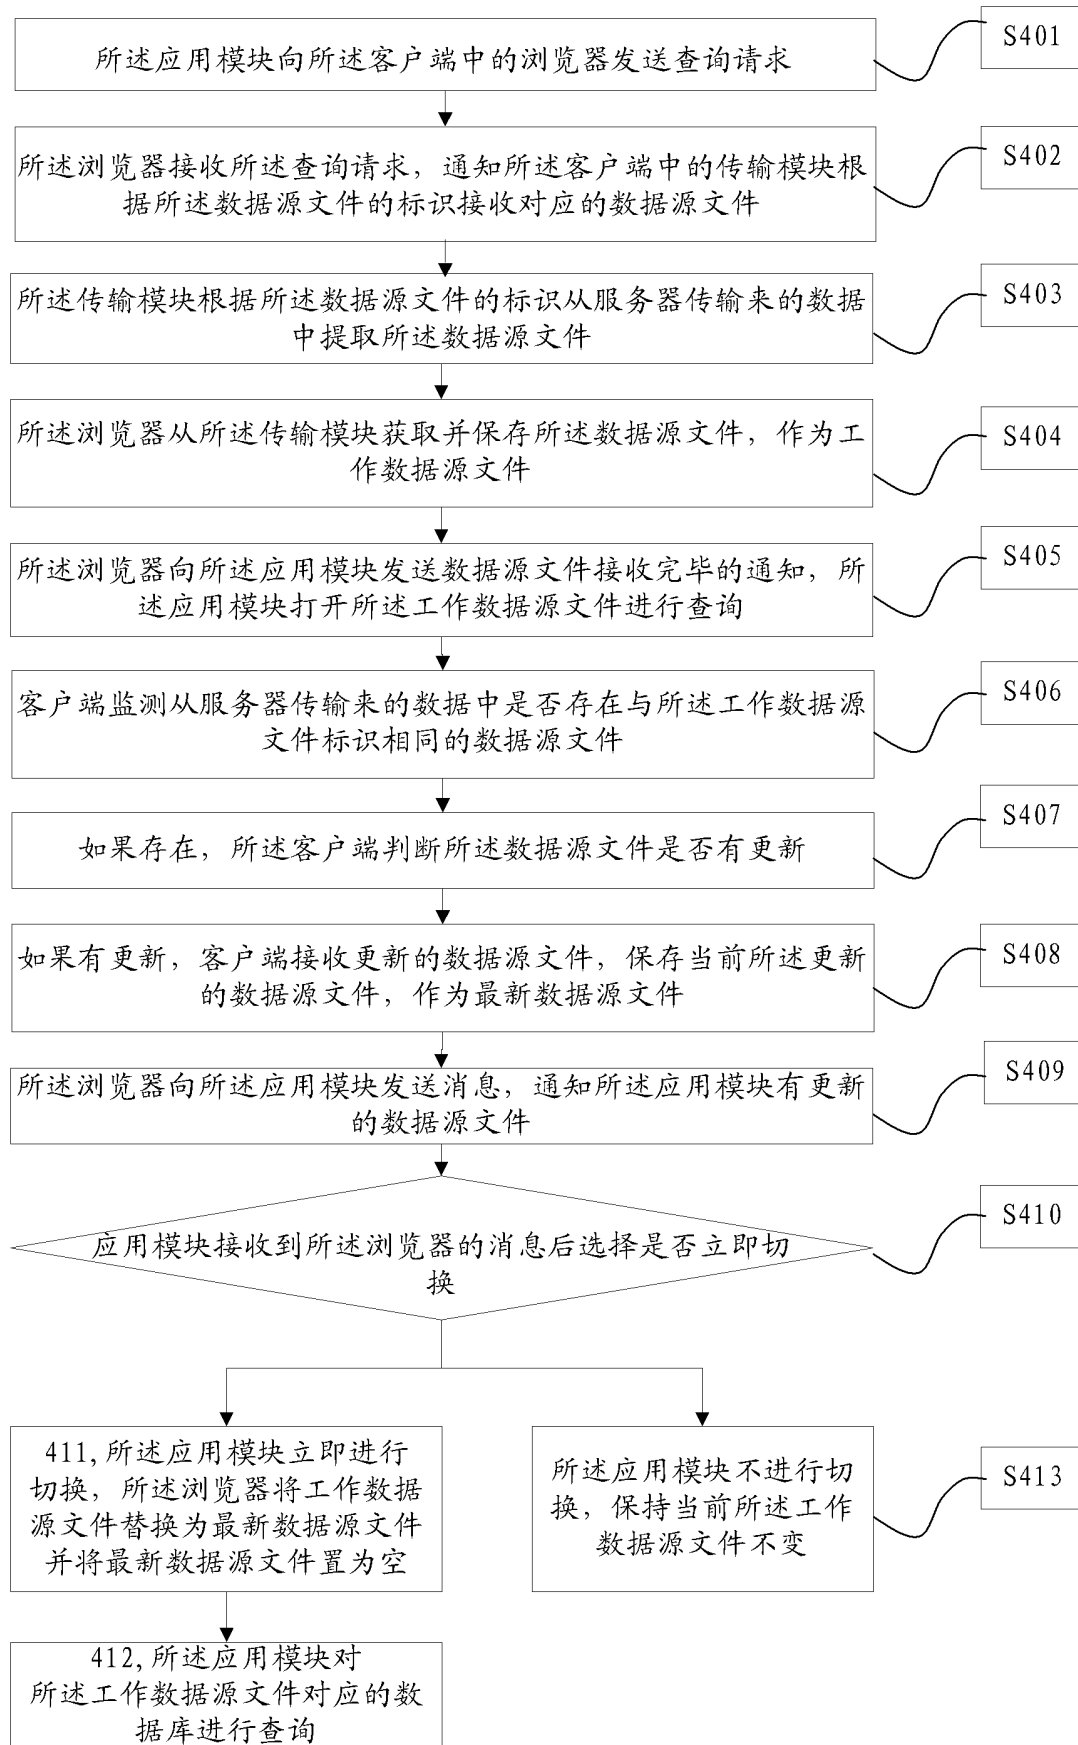 所述应用模块向所述客户端中的浏览器发送查询请求
S401
所述浏览器接收所述查询请求，通知所述客户端中的传输模块根
据所述数据源文件的标识接收对应的数据源文件
S402
所述传输模块根据所述数据源文件的标识从服务器传输来的数据
中提取所述数据源文件
S403
所述浏览器从所述传输模块获取并保存所述数据源文件，作为工
作数据源文件
S404
所述浏览器向所述应用模块发送数据源文件接收完毕的通知，所
述应用模块打开所述工作数据源文件进行查询
S405
客户端监测从服务器传输来的数据中是否存在与所述工作数据源
文件标识相同的数据源文件
S406
如果存在，所述客户端判断所述数据源文件是否有更新
S407
如果有更新，客户端接收更新的数据源文件，保存当前所述更新
的数据源文件，作为最新数据源文件
S408
所述浏览器向所述应用模块发送消息，通知所述应用模块有更新
的数据源文件
S409
应用模块接收到所述浏览器的消息后选择是否立即切
换
S410
411,所述应用模块立即进行
切换，所述浏览器将工作数据
源文件替换为最新数据源文件
并将最新数据源文件置为空
所述应用模块不进行切
换，保持当前所述工作
数据源文件不变
S413
412,所述应用模块对
所述工作数据源文件对应的数
据库进行查询